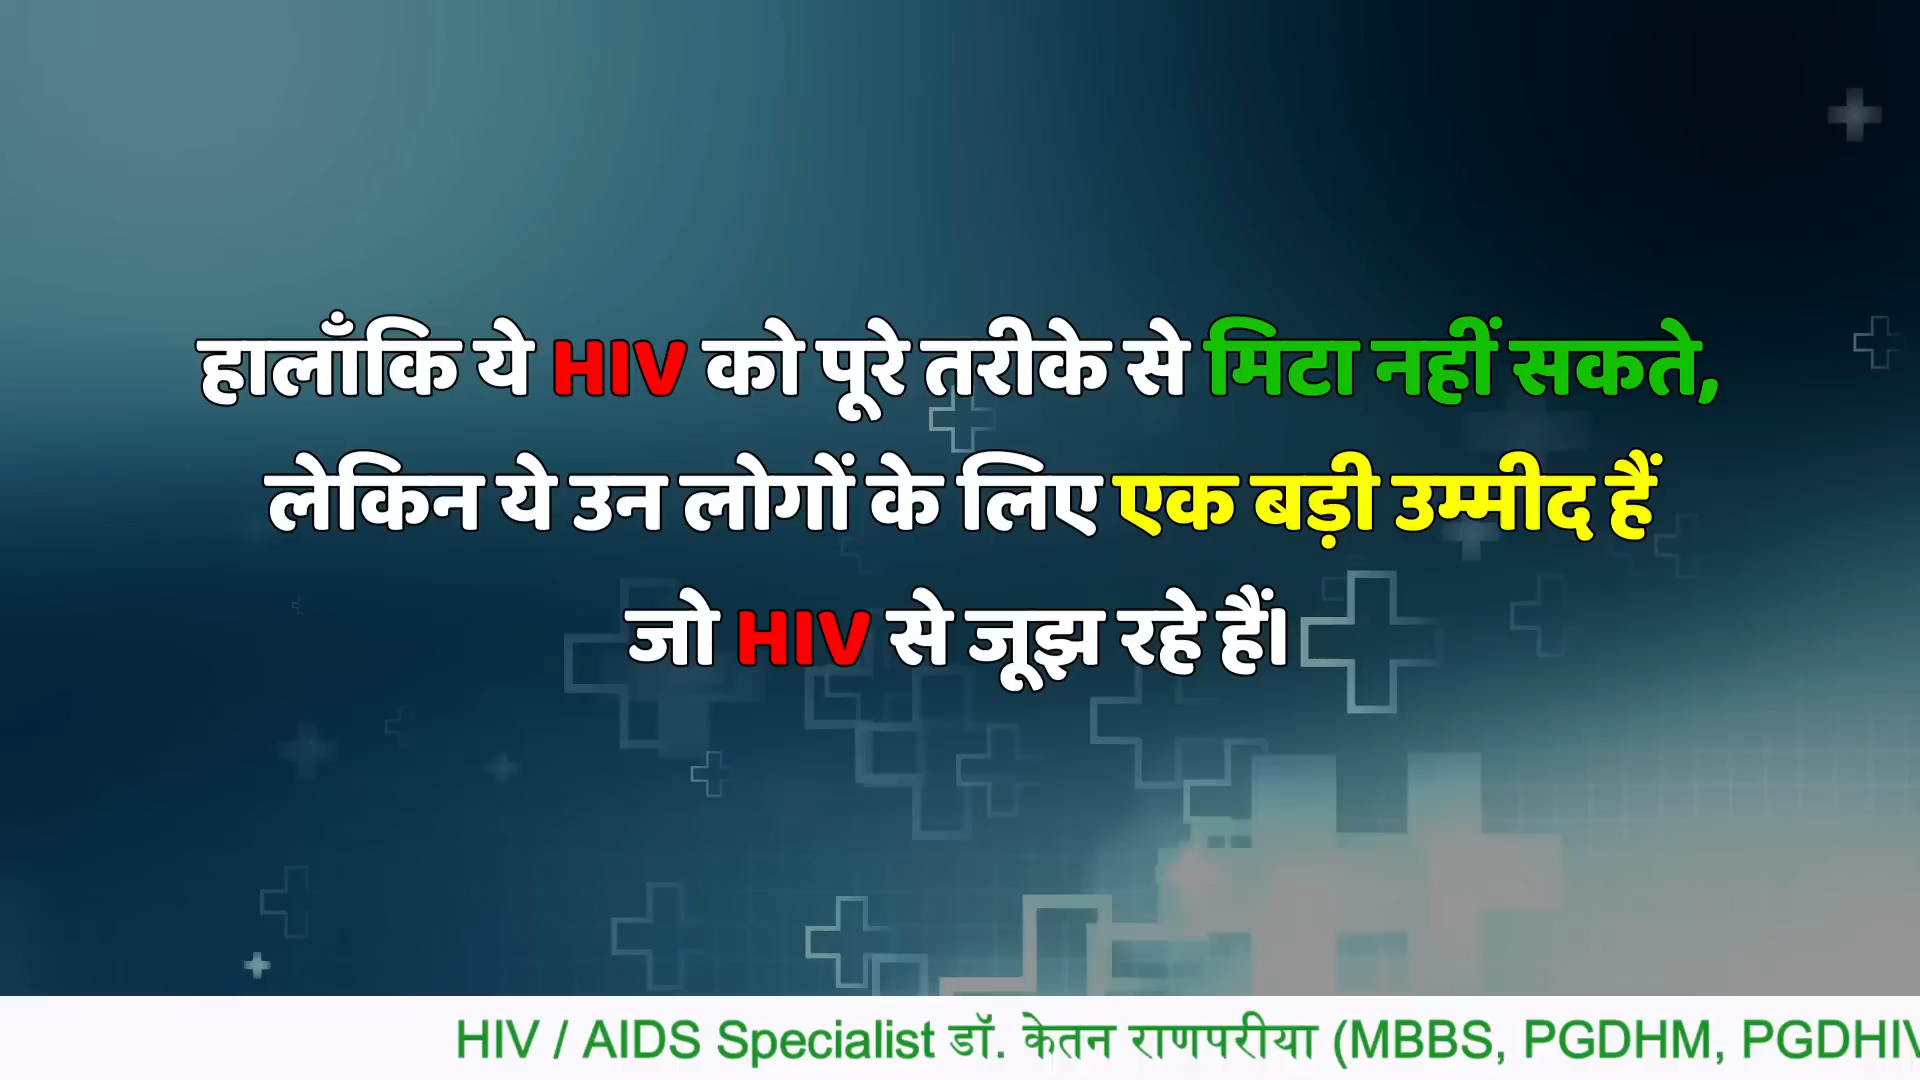 हालाँकि ये HIV को पूरे तरीके से मिटा नहीं सकते,
लेकिन ये उन लोगों के लिए एक बड़ी उम्मीद हैं
जो HIV से जूझ रहे हैं।
HIV / AIDS Specialist डॉ. केतन राणपरीया (MBBS, PGDHM, PGDHIV